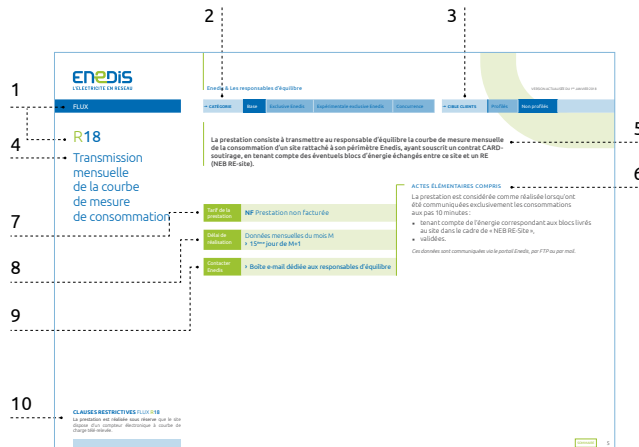 2
3
ENEDIS
L'ELECTRICITE EN RESEAU
Enedis & Les responsables d'équilibre
1
FLUX
CATÉGORIE
Base
Exclusive Enedis
Expérimentale exclusive Enedis
Concurrencé
CIBLE CLIENTS
Profilés
Non profilés
R18
5
La prestation consiste à transmettre au responsable d'équilibre la courbe de mesure mensuelle
de la consommation d'un site rattaché à son périmètre Enedis, ayant souscrit un contrat CARD-
soutirage, en tenant compte des éventuels blocs d'énergie échangés entre ce site et un RE
(NEB RE-site).
4
Transmission
mensuelle
de la courbe
de mesure
de consommation
6
ACTES ÉLÉMENTAIRES COMPRIS
La prestation est considérée comme réalisée lorsqu'ont
été communiquées exclusivement les consommations
aux pas 10 minutes :
• tenant compte de l'énergie correspondant aux blocs livrés
au site dans le cadre de « NEB RE-Site »,
• validées.
Ces données sont communiquées via le portail Enedis, par FTP ou par mail.
7
Tarif de la
prestation
NF Prestation non facturée
8
Délai de
réalisation
Données mensuelles du mois M
15ème jour de M+1
9
Contacter
Enedis
Boîte e-mail dédiée aux responsables d'équilibre
10
CLAUSES RESTRICTIVES FLUX R18
La prestation est réalisée sous réserve que le site
dispose d'un compteur électronique à courbe de
charge télé-relevée.
5